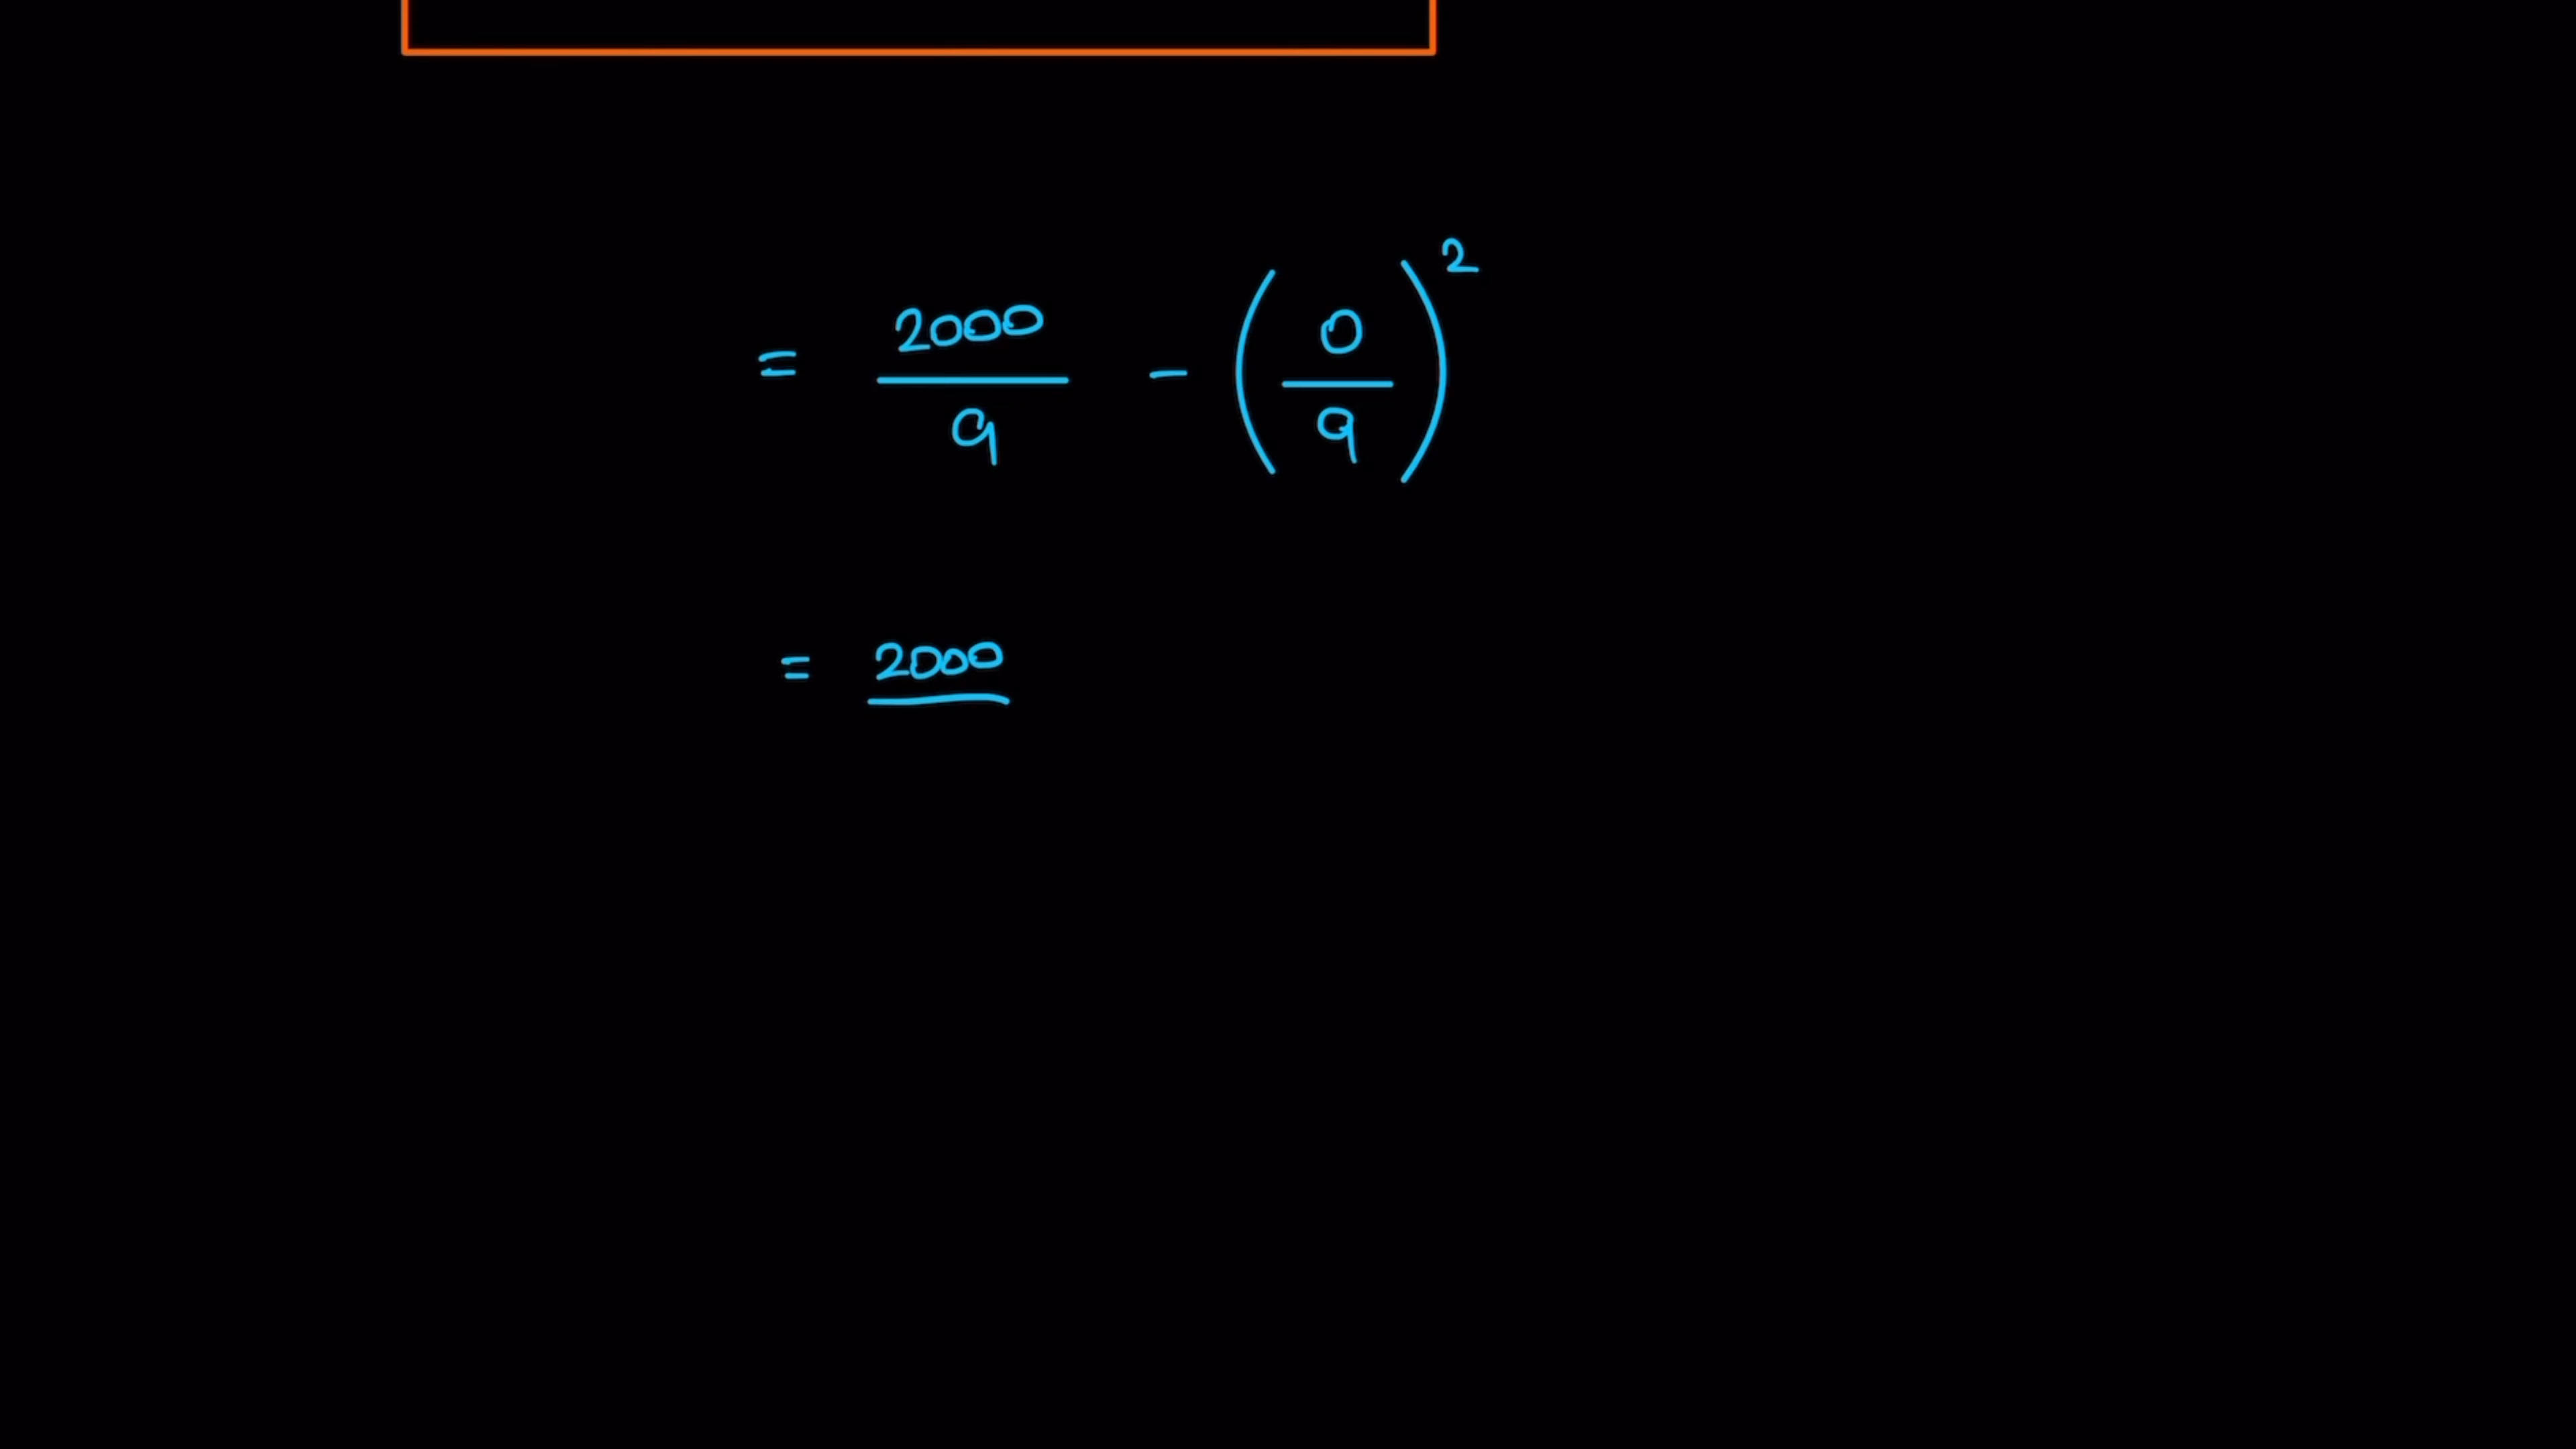 = 2000/9 - (0/9)²
= 2000/